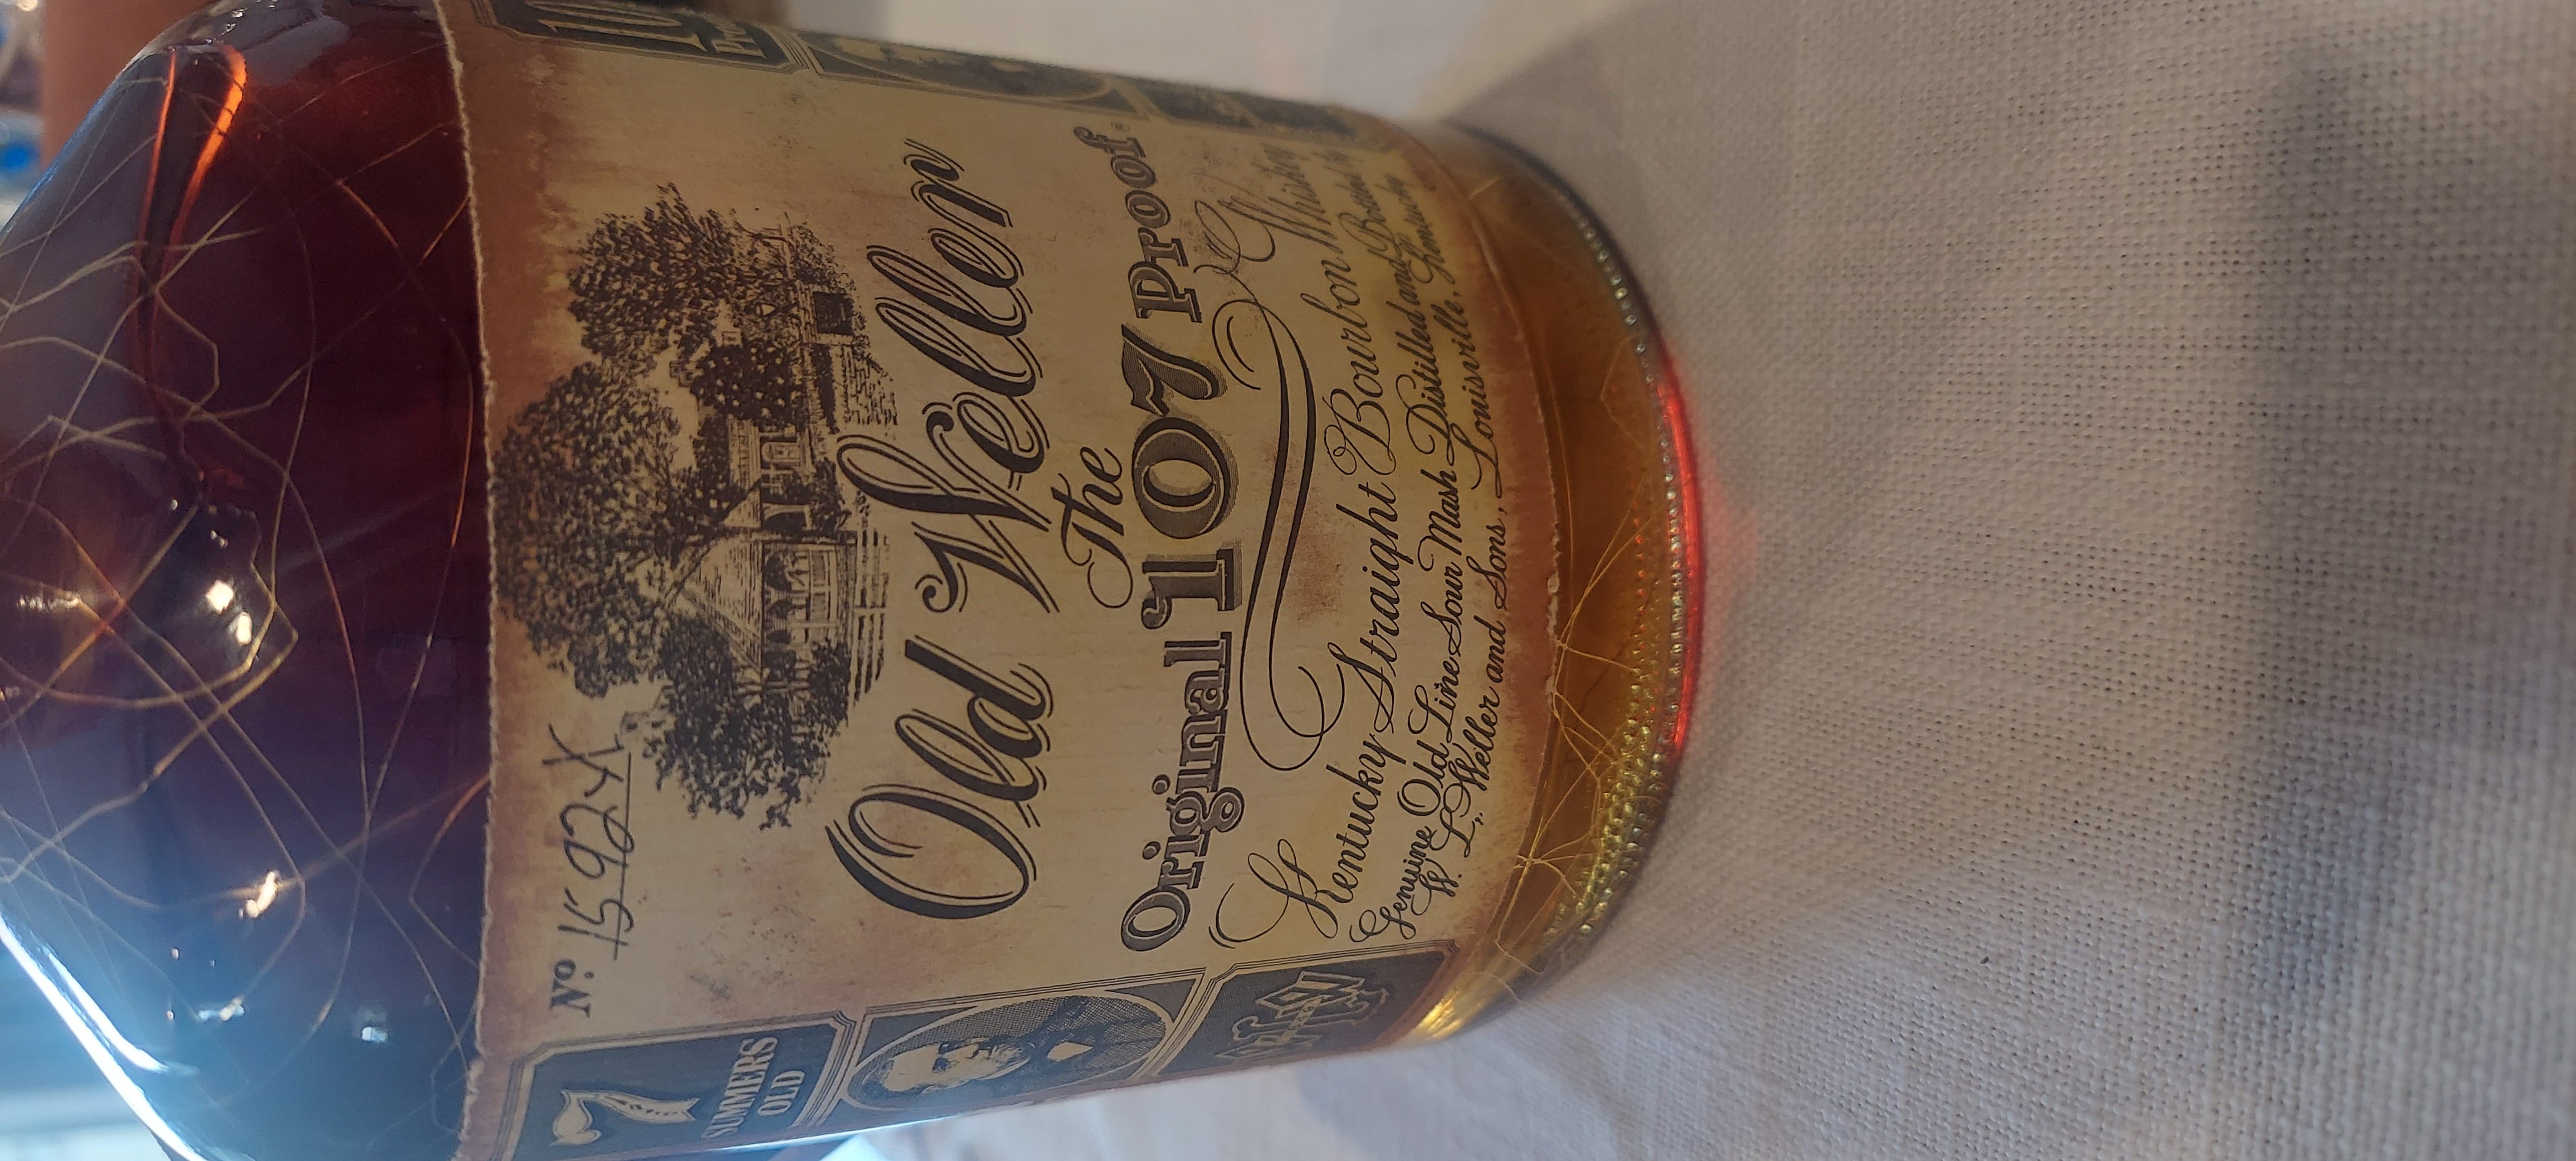 7
SUMMERS
OLD
No. 15924X
Old Weller
The
Original 107 Proof.
Kentucky Straight Bourbon Whiskey
Genuine Old Line Sour Mash Distilled and Bottled by
W. L. Weller and Sons, Louisville, Kentucky